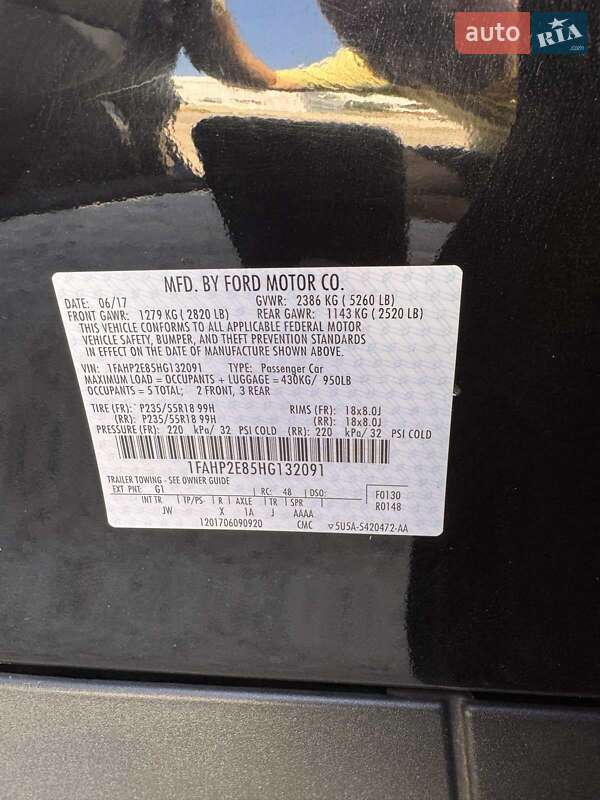 auto RIA .com
MFD. BY FORD MOTOR CO.
DATE: 06/17 GVWR: 2386 KG ( 5260 LB)
FRONT GAWR: 1279 KG ( 2820 LB) REAR GAWR: 1143 KG ( 2520 LB)
THIS VEHICLE CONFORMS TO ALL APPLICABLE FEDERAL MOTOR
VEHICLE SAFETY, BUMPER, AND THEFT PREVENTION STANDARDS
IN EFFECT ON THE DATE OF MANUFACTURE SHOWN ABOVE.
VIN: 1FAHP2E85HG132091 TYPE: Passenger Car
MAXIMUM LOAD = OCCUPANTS + LUGGAGE = 430KG/ 950LB
OCCUPANTS = 5 TOTAL; 2 FRONT, 3 REAR
TIRE (FR): P235/55R18 99H RIMS (FR): 18x8.0J
(RR): P235/55R18 99H (RR): 18x8.0J
PRESSURE (FR): 220 kPa/ 32 PSI COLD (RR): 220 kPa/ 32 PSI COLD
1FAHP2E85HG132091
TRAILER TOWING - SEE OWNER GUIDE
EXT PNT: G1 RC: 48 DSO: F0130
INT TR TP/PS R AXLE TR SPR R0148
JW X 1A J AAAA
1201706090920 CMC ▽5U5A-5420472-AA